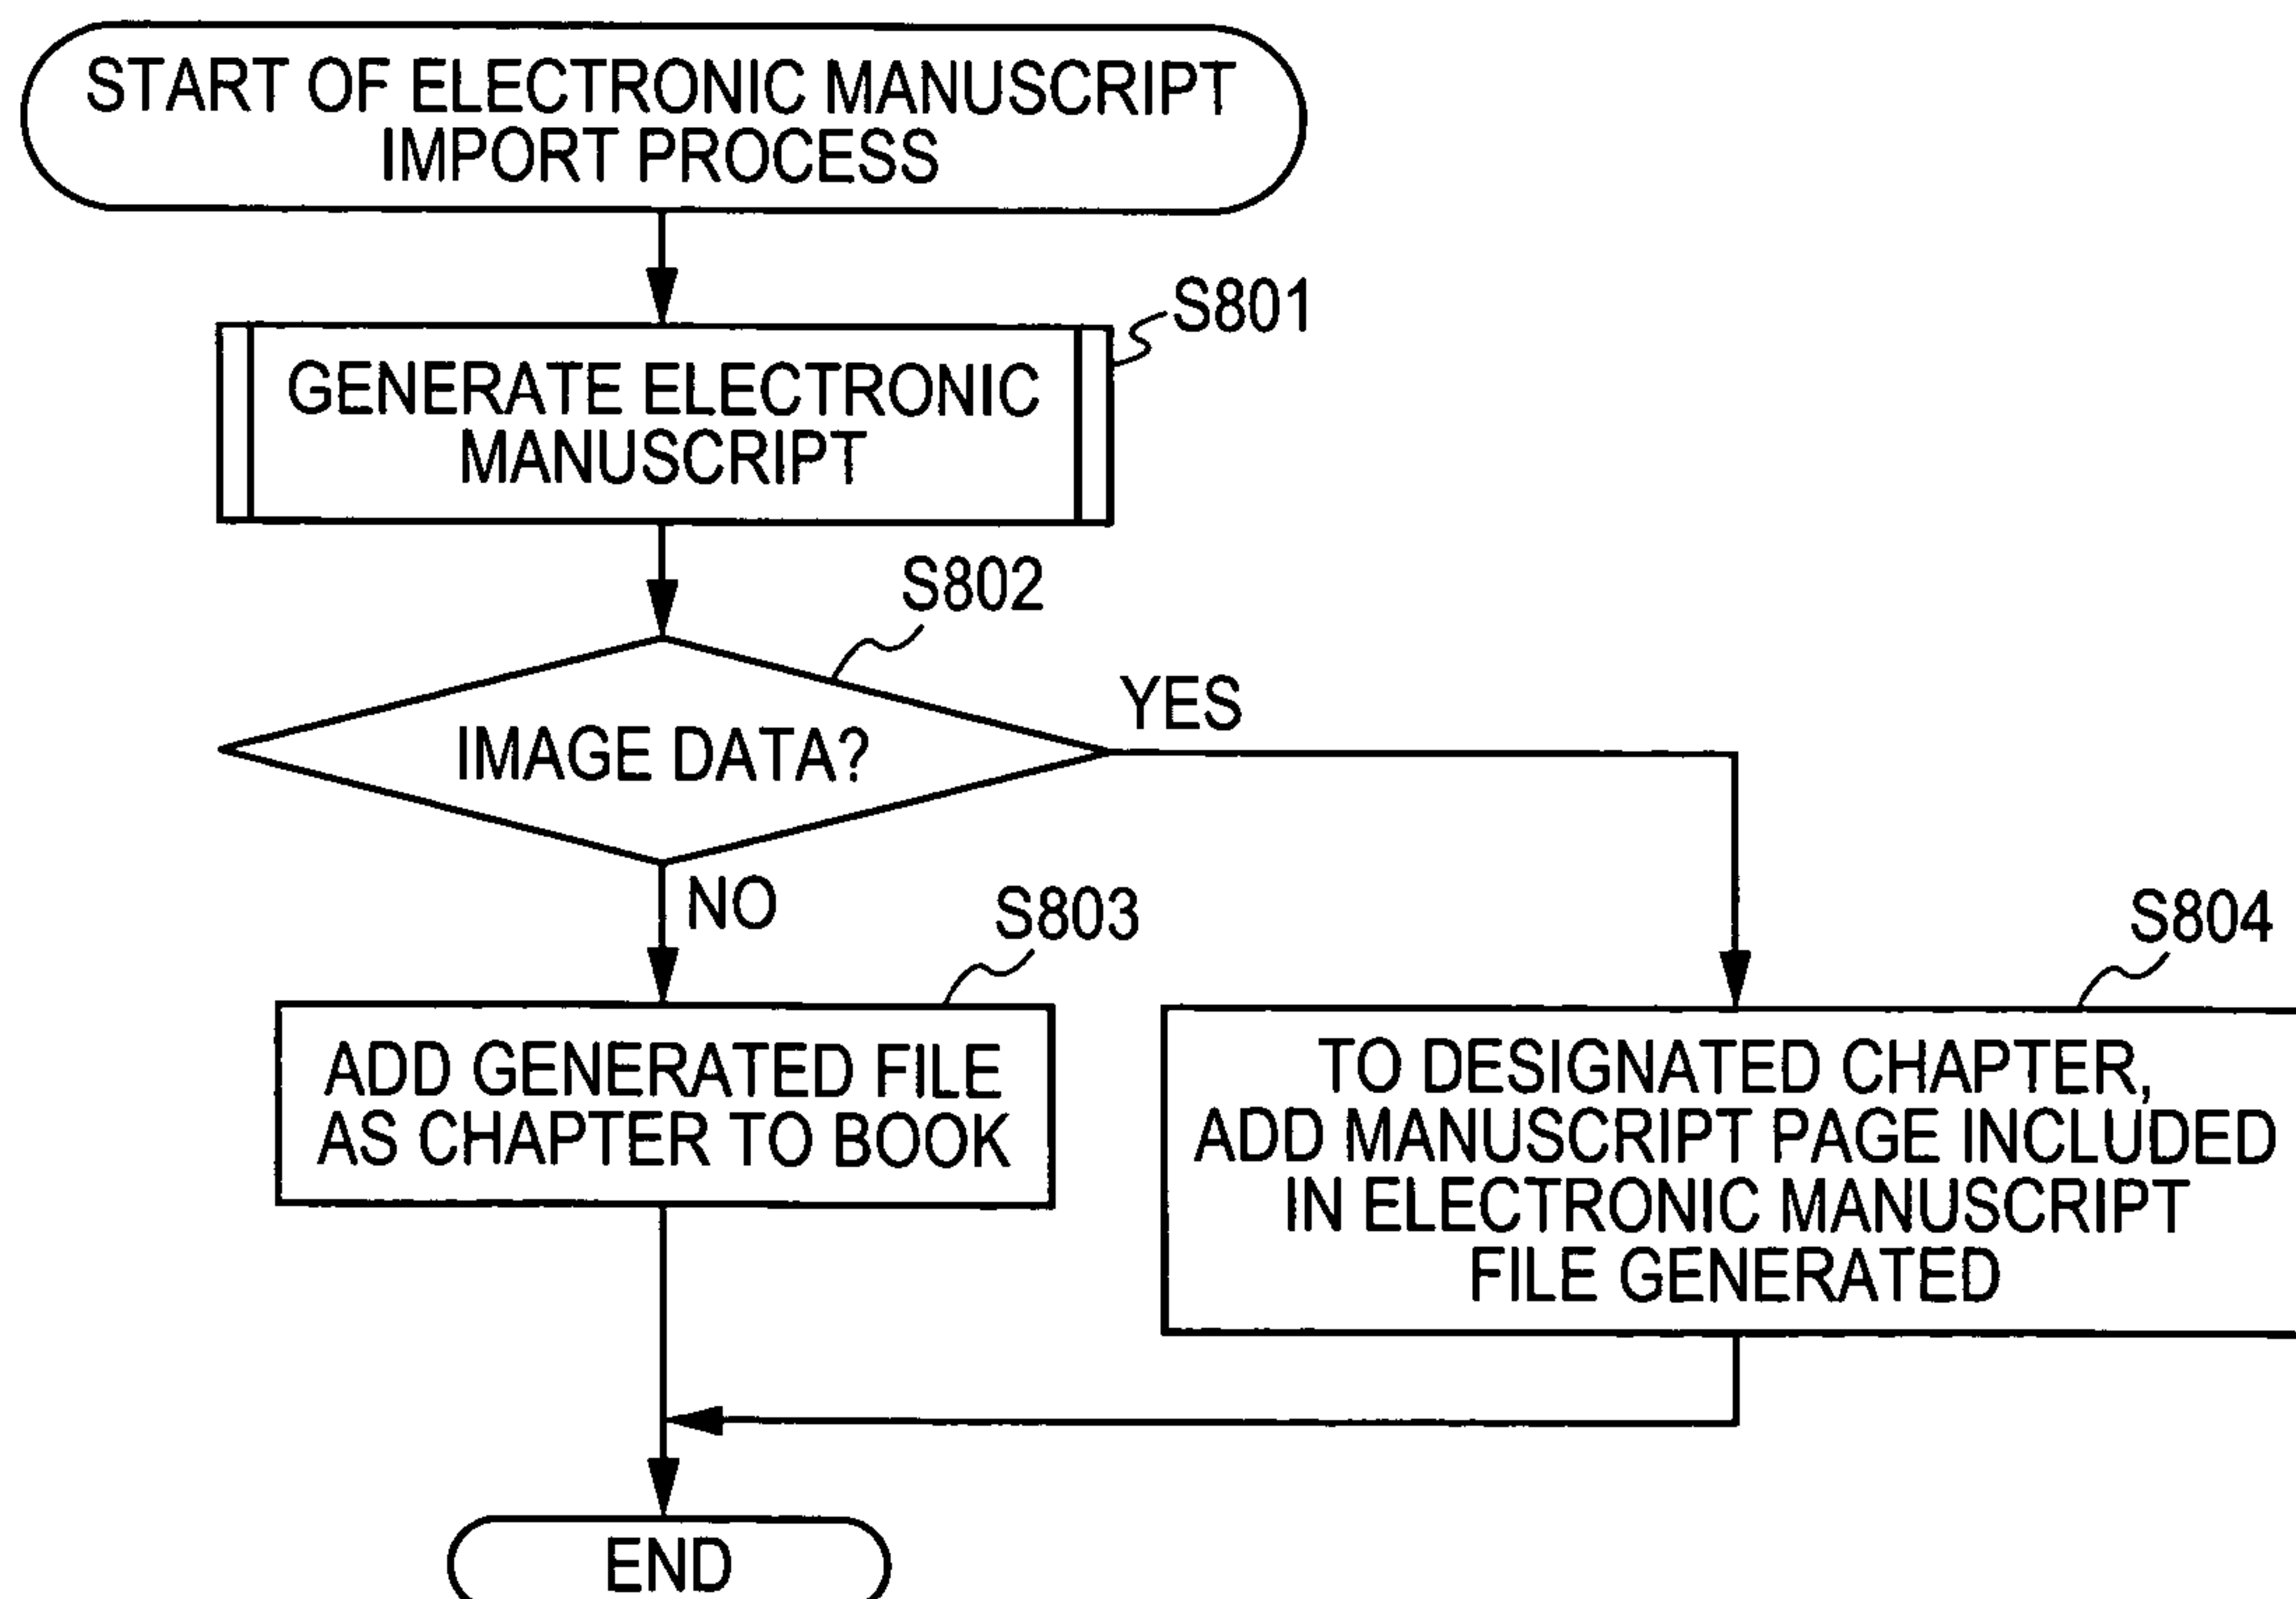 START OF ELECTRONIC MANUSCRIPT
IMPORT PROCESS
S801
GENERATE ELECTRONIC
MANUSCRIPT
S802
IMAGE DATA?
YES
NO
S803
ADD GENERATED FILE
AS CHAPTER TO BOOK
S804
TO DESIGNATED CHAPTER,
ADD MANUSCRIPT PAGE INCLUDED
IN ELECTRONIC MANUSCRIPT
FILE GENERATED
END